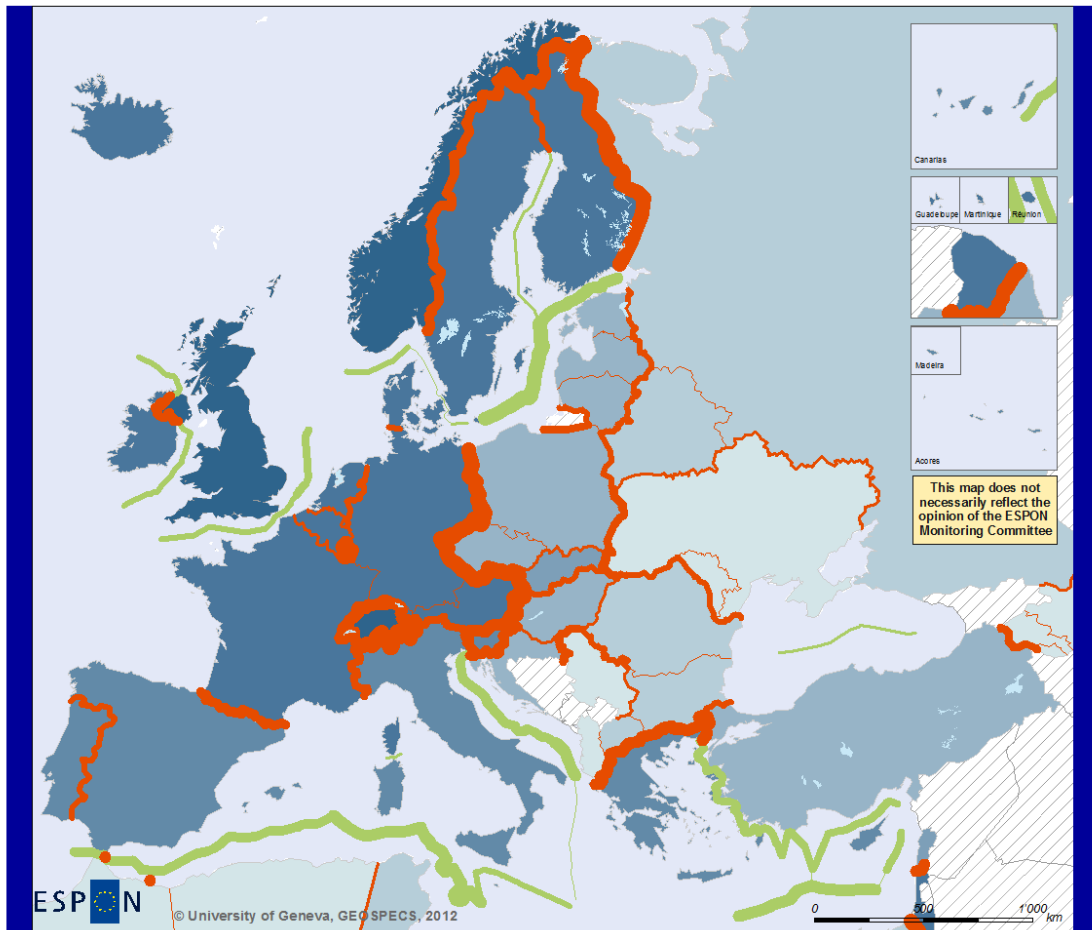 Canarias
Guadeloupe
Martinique
Réunion
Madeira
Acores
This map does not
necessarily reflect the
opinion of the ESPON
Monitoring Committee
ESPON
© University of Geneva, GEOSPECS, 2012
0 500 1'000
km